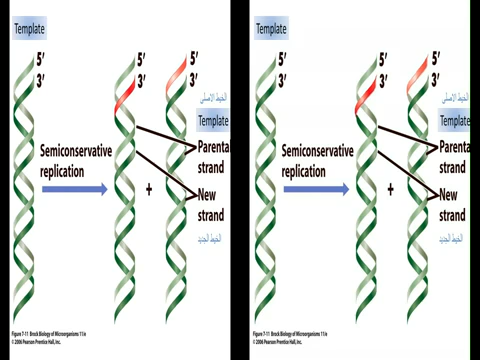 Template
5′
3′
5′
3′
5′
3′
الخيط الاصلي
Template
Parenta
strand
Semiconservative
replication
+
New
strand
الخيط الجديد
Figure 7-11 Brock Biology of Microorganisms 11/e
© 2006 Pearson Prentice Hall, Inc.
Template
5′
3′
5′
3′
5′
3′
الخيط الاصلي
Template
Parenta
strand
Semiconservative
replication
+
New
strand
الخيط الجديد
Figure 7-11 Brock Biology of Microorganisms 11/e
© 2006 Pearson Prentice Hall, Inc.